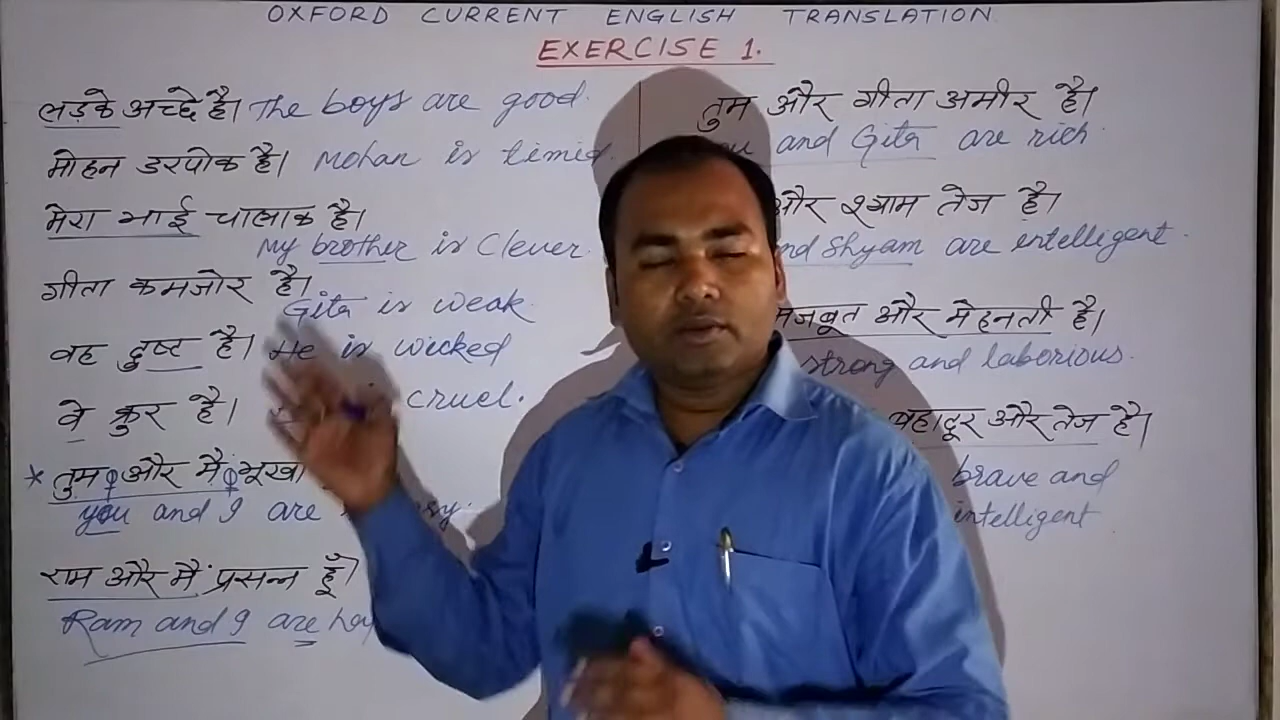 OXFORD CURRENT ENGLISH TRANSLATION
EXERCISE 1.
लड़के अच्छे है। The boys are good.
मोहन डरपोक है। Mohan is timid.
मेरा भाई चालाक है।
My brother is Clever.
गीता कमजोर है।
Gita is weak.
वह दुष्ट है। He is wicked
वे क्रुर है। cruel.
* तुम और मैं भूखा
you and I are
राम और मैं प्रसन्न हूँ।
Ram and I are
तुम और गीता अमीर है।
and Gita are rich
और श्याम तेज है।
Shyam are intelligent.
मजबूत और मेहनती है।
strong and laborious.
बहादूर और तेज है।
brave and
intelligent